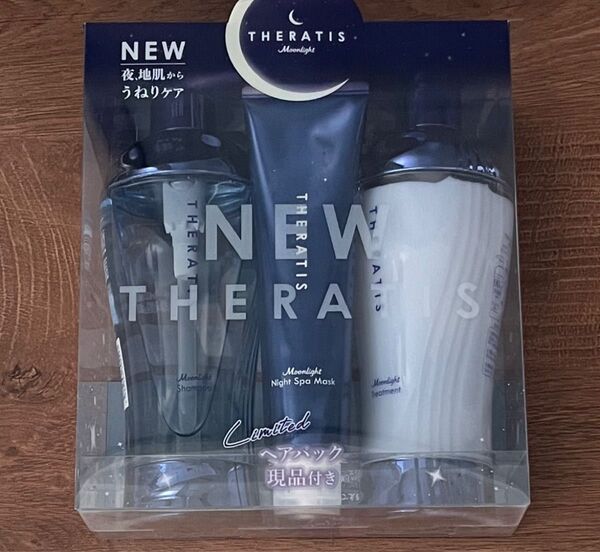 THERATIS
Moonlight
NEW
夜、地肌から
うねりケア
THERATIS
THERATIS
THERATIS
NEW
THERATIS
Moonlight
Shampoo
Moonlight
Night Spa Mask
Moonlight
Treatment
Limited
ヘアパック
現品付き